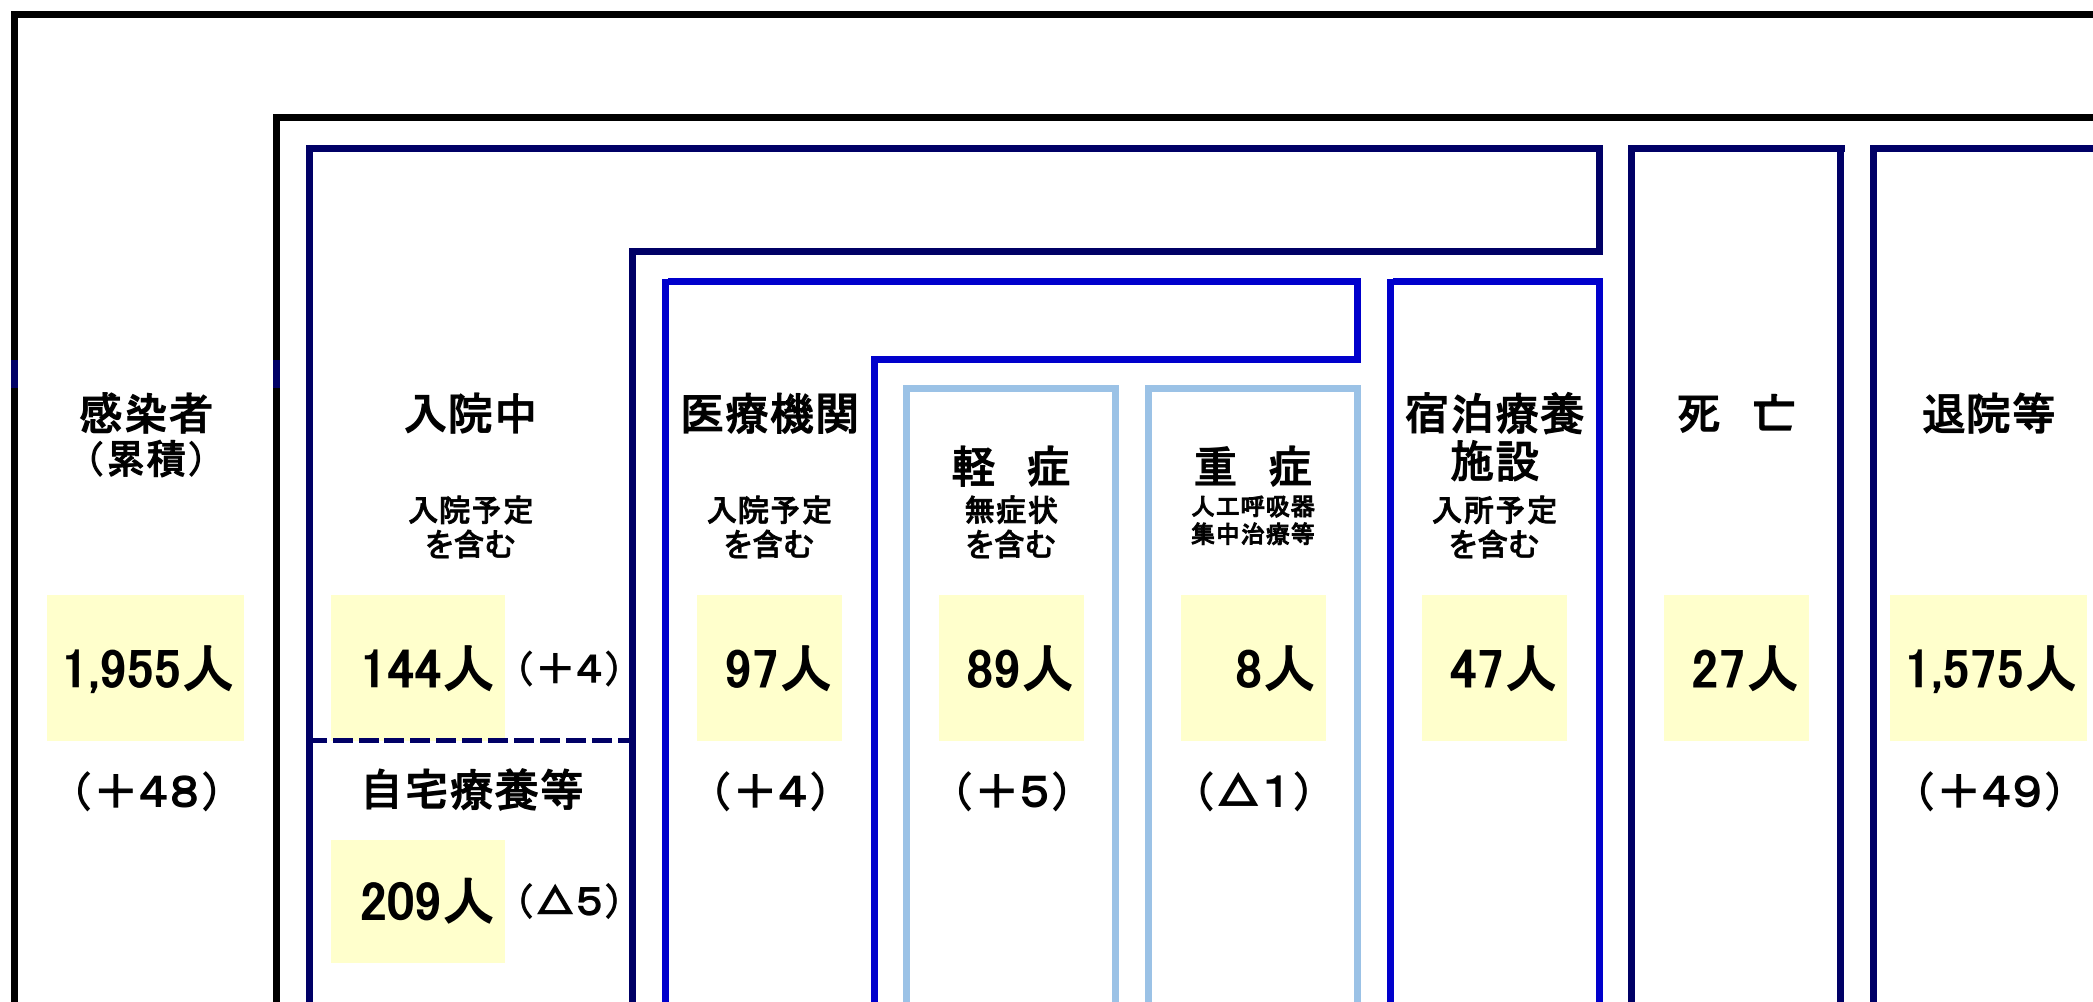 感染者
（累積）
1,955人
（＋48）
入院中
入院予定
を含む
144人（＋4）
自宅療養等
209人（△5）
医療機関
入院予定
を含む
97人
（＋4）
軽　症
無症状
を含む
89人
（＋5）
重　症
人工呼吸器
集中治療等
8人
（△1）
宿泊療養
施設
入所予定
を含む
47人
死　亡
27人
退院等
1,575人
（＋49）